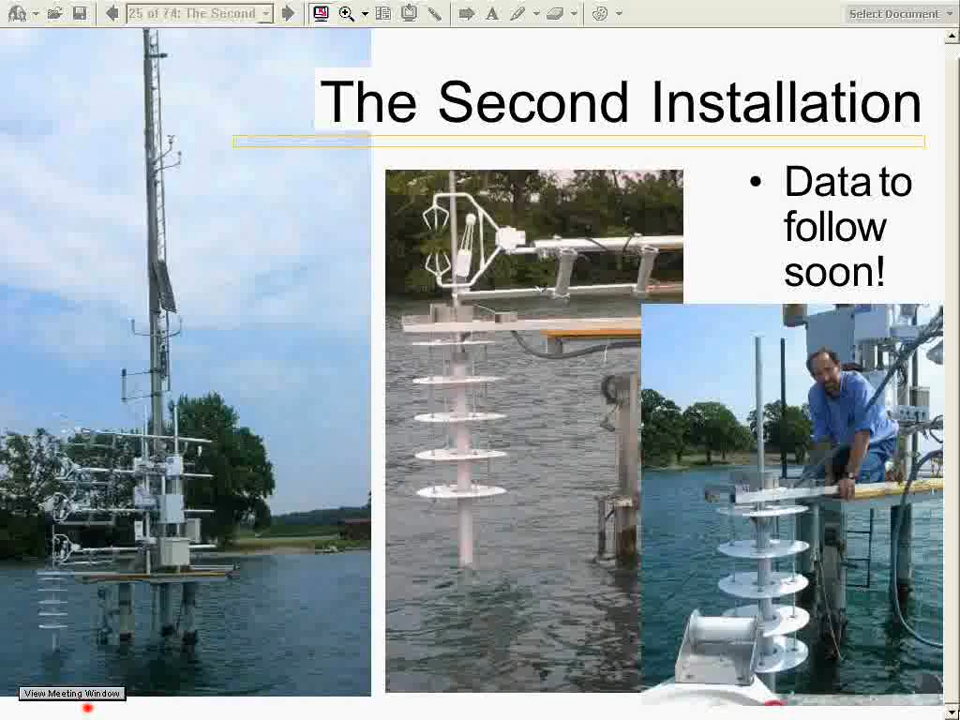 25 of 74: The Second
Select Document
The Second Installation
• Data to
follow
soon!
View Meeting Window